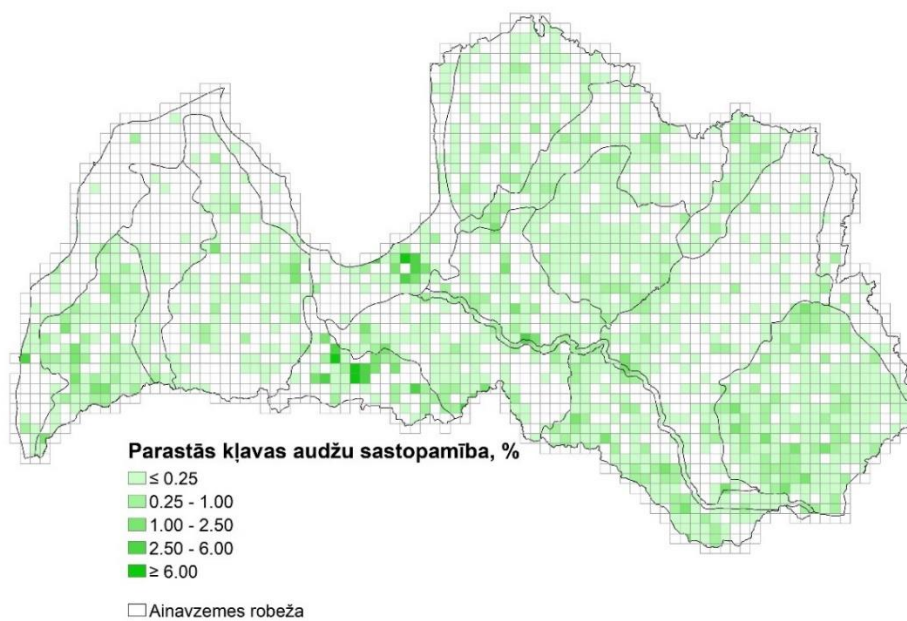 Parastās kļavas audžu sastopamība, %
≤ 0.25
0.25 - 1.00
1.00 - 2.50
2.50 - 6.00
≥ 6.00
Ainavzemes robeža